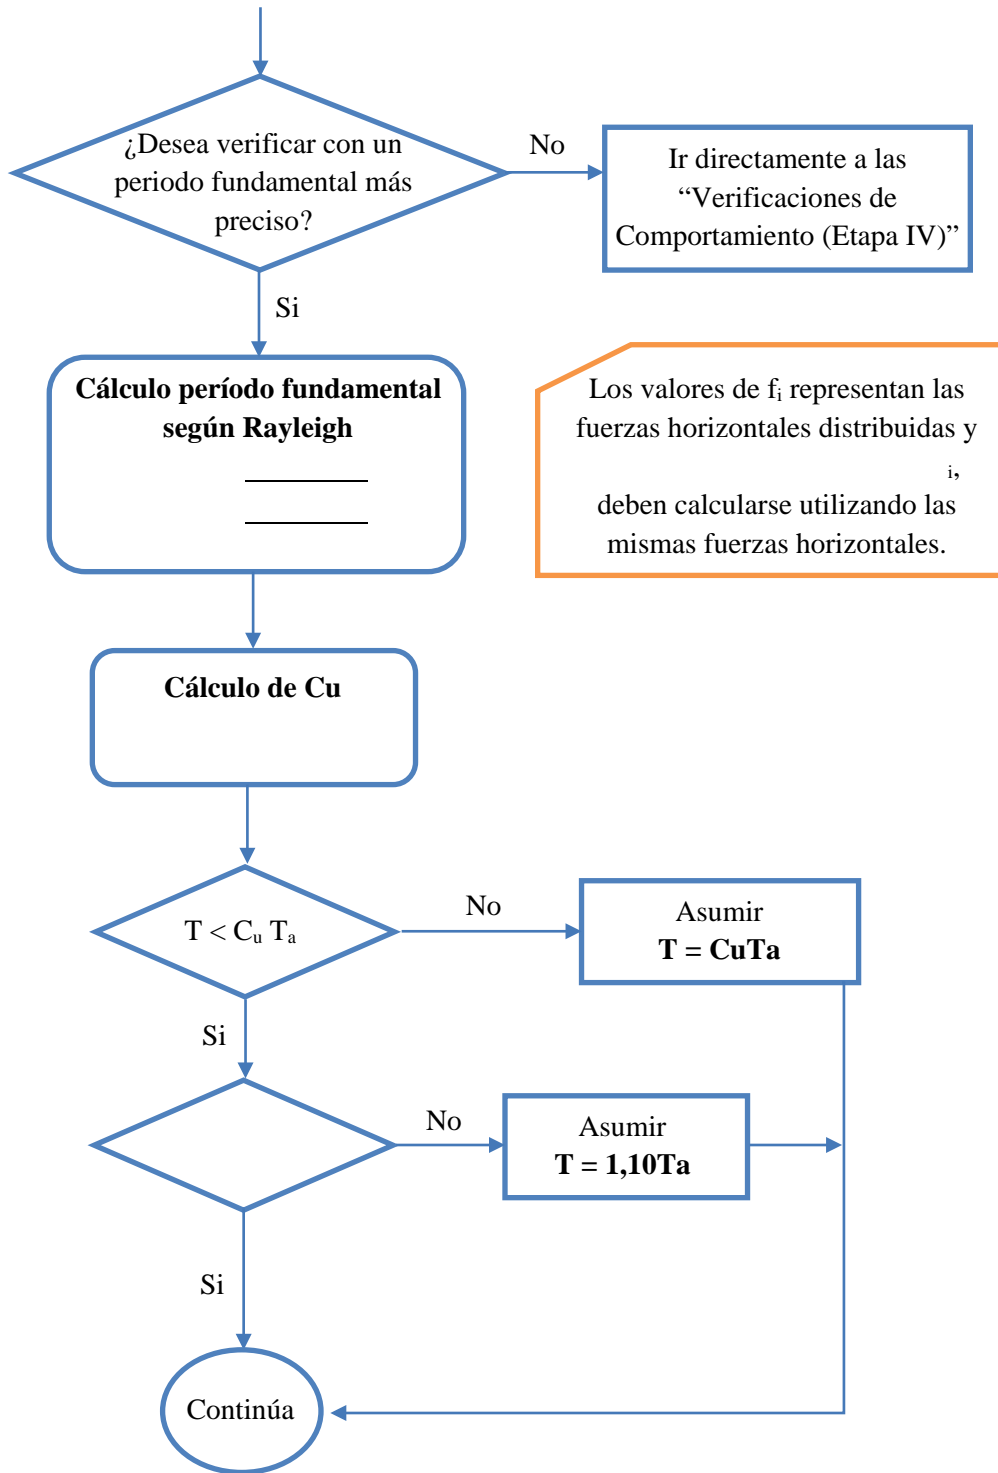 ¿Desea verificar con un
periodo fundamental más
preciso?
No
Ir directamente a las
“Verificaciones de
Comportamiento (Etapa IV)”
Si
Cálculo período fundamental
según Rayleigh
Los valores de fᵢ representan las
fuerzas horizontales distribuidas y
ᵢ,
deben calcularse utilizando las
mismas fuerzas horizontales.
Cálculo de Cu
T < Cᵤ Tₐ
No
Asumir
T = CuTa
Si
No
Asumir
T = 1,10Ta
Si
Continúa